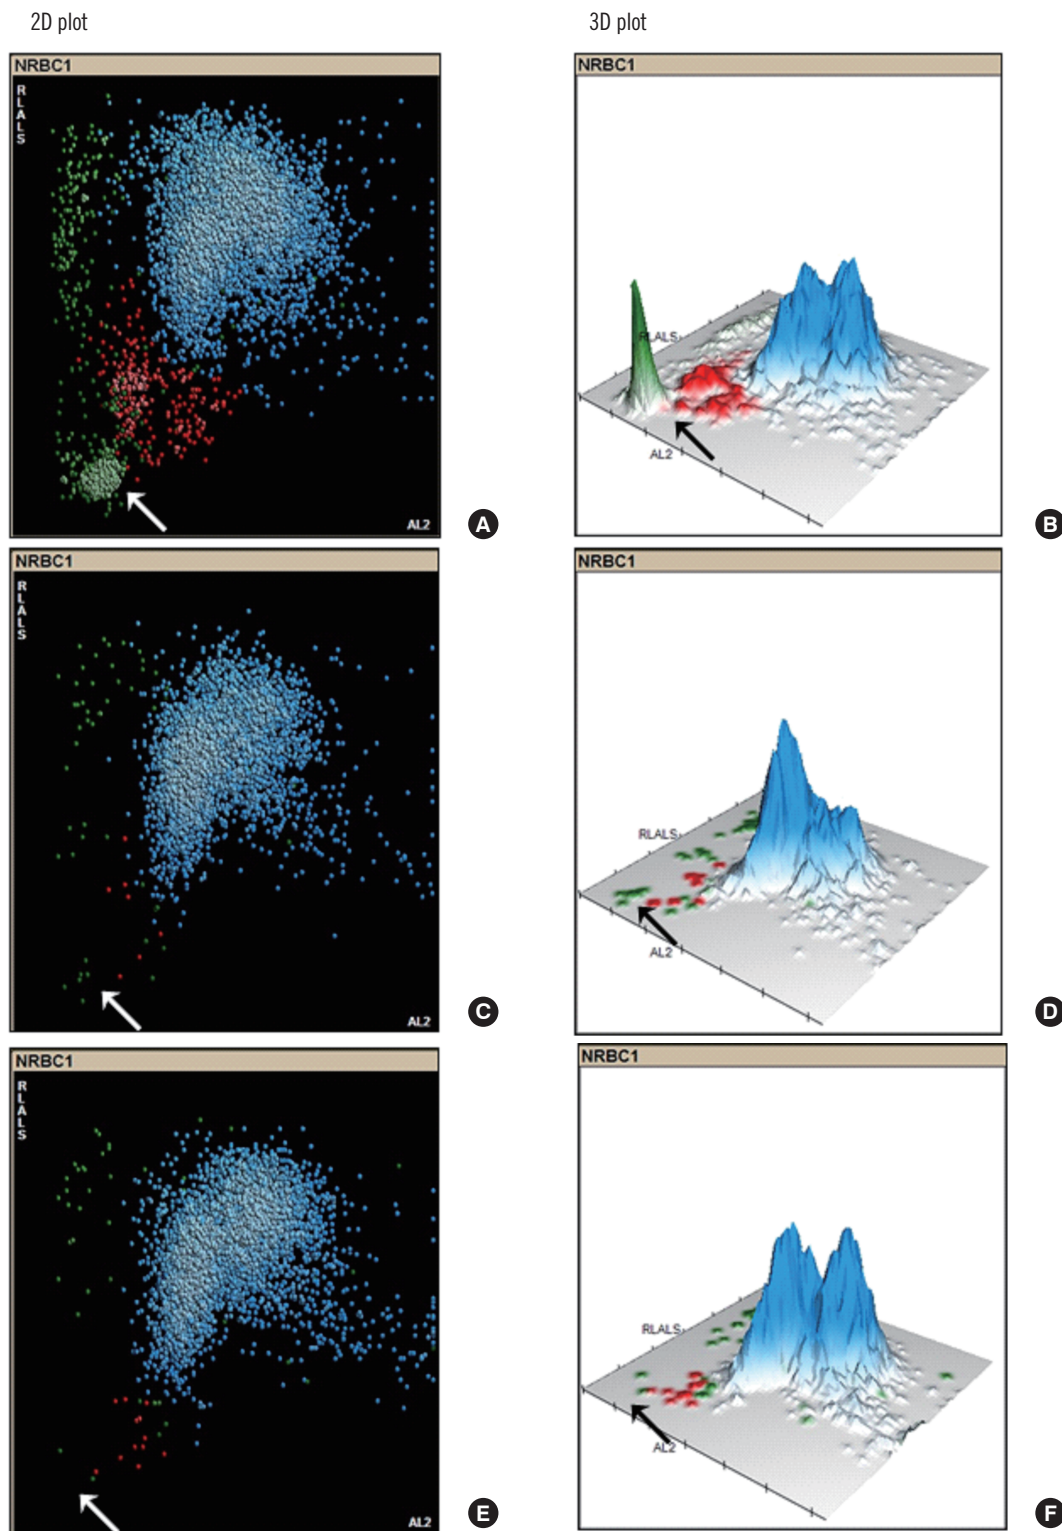 2D plot
3D plot
NRBC1
NRBC1
RLALS
RLALS
AL2
AL2
A
B
NRBC1
NRBC1
RLALS
RLALS
AL2
AL2
C
D
NRBC1
NRBC1
RLALS
RLALS
AL2
AL2
E
F